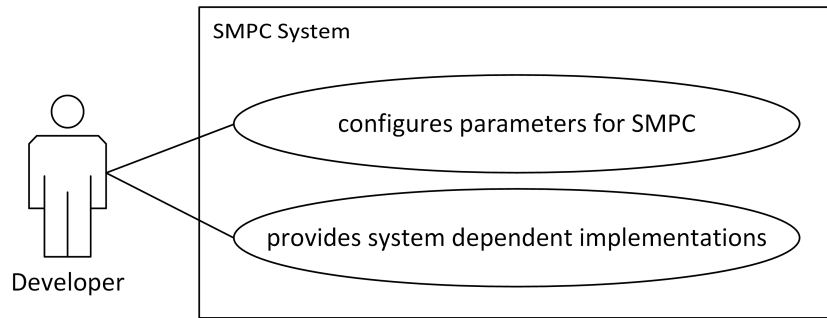 SMPC System
configures parameters for SMPC
provides system dependent implementations
Developer